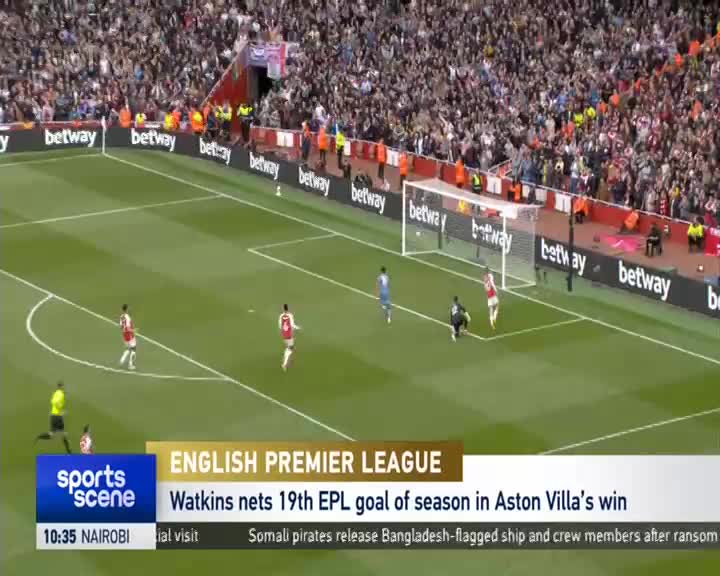 betway
betway
betway
betway
betway
betway
betway
betway
betway
betway
ENGLISH PREMIER LEAGUE
sports
scene
Watkins nets 19th EPL goal of season in Aston Villa's win
10:35 NAIROBI
ial visit
Somali pirates release Bangladesh-flagged ship and crew members after ransom